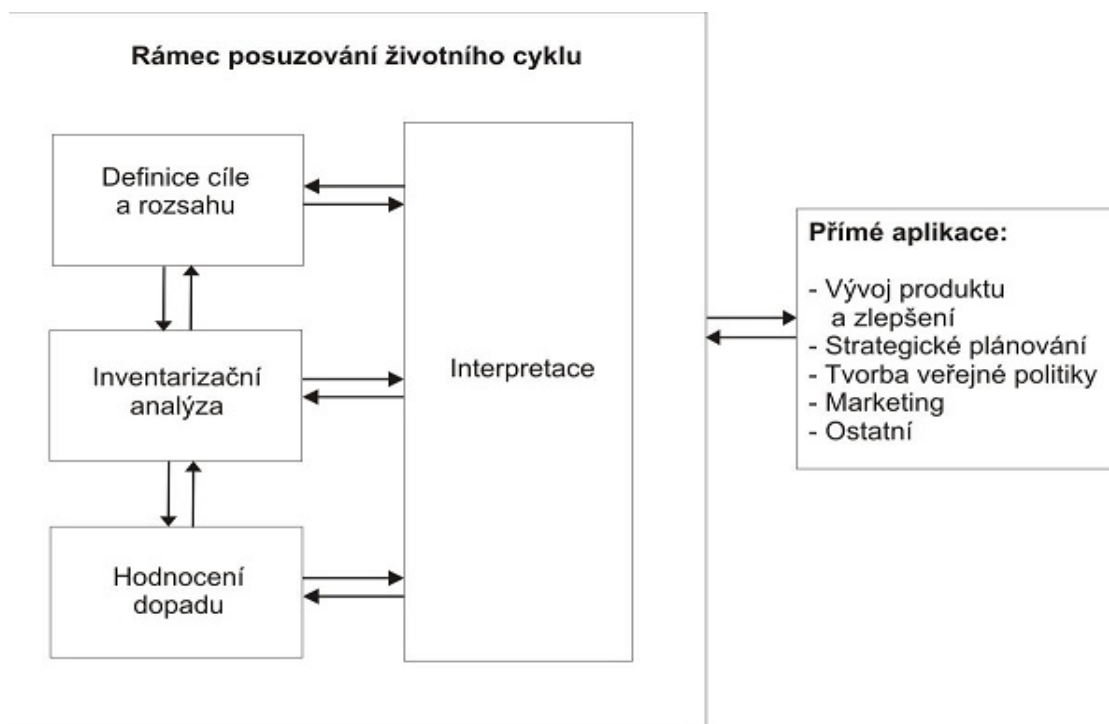 Rámec posuzování životního cyklu
Definice cíle
a rozsahu
Inventarizační
analýza
Hodnocení
dopadu
Interpretace
Přímé aplikace:
- Vývoj produktu
a zlepšení
- Strategické plánování
- Tvorba veřejné politiky
- Marketing
- Ostatní